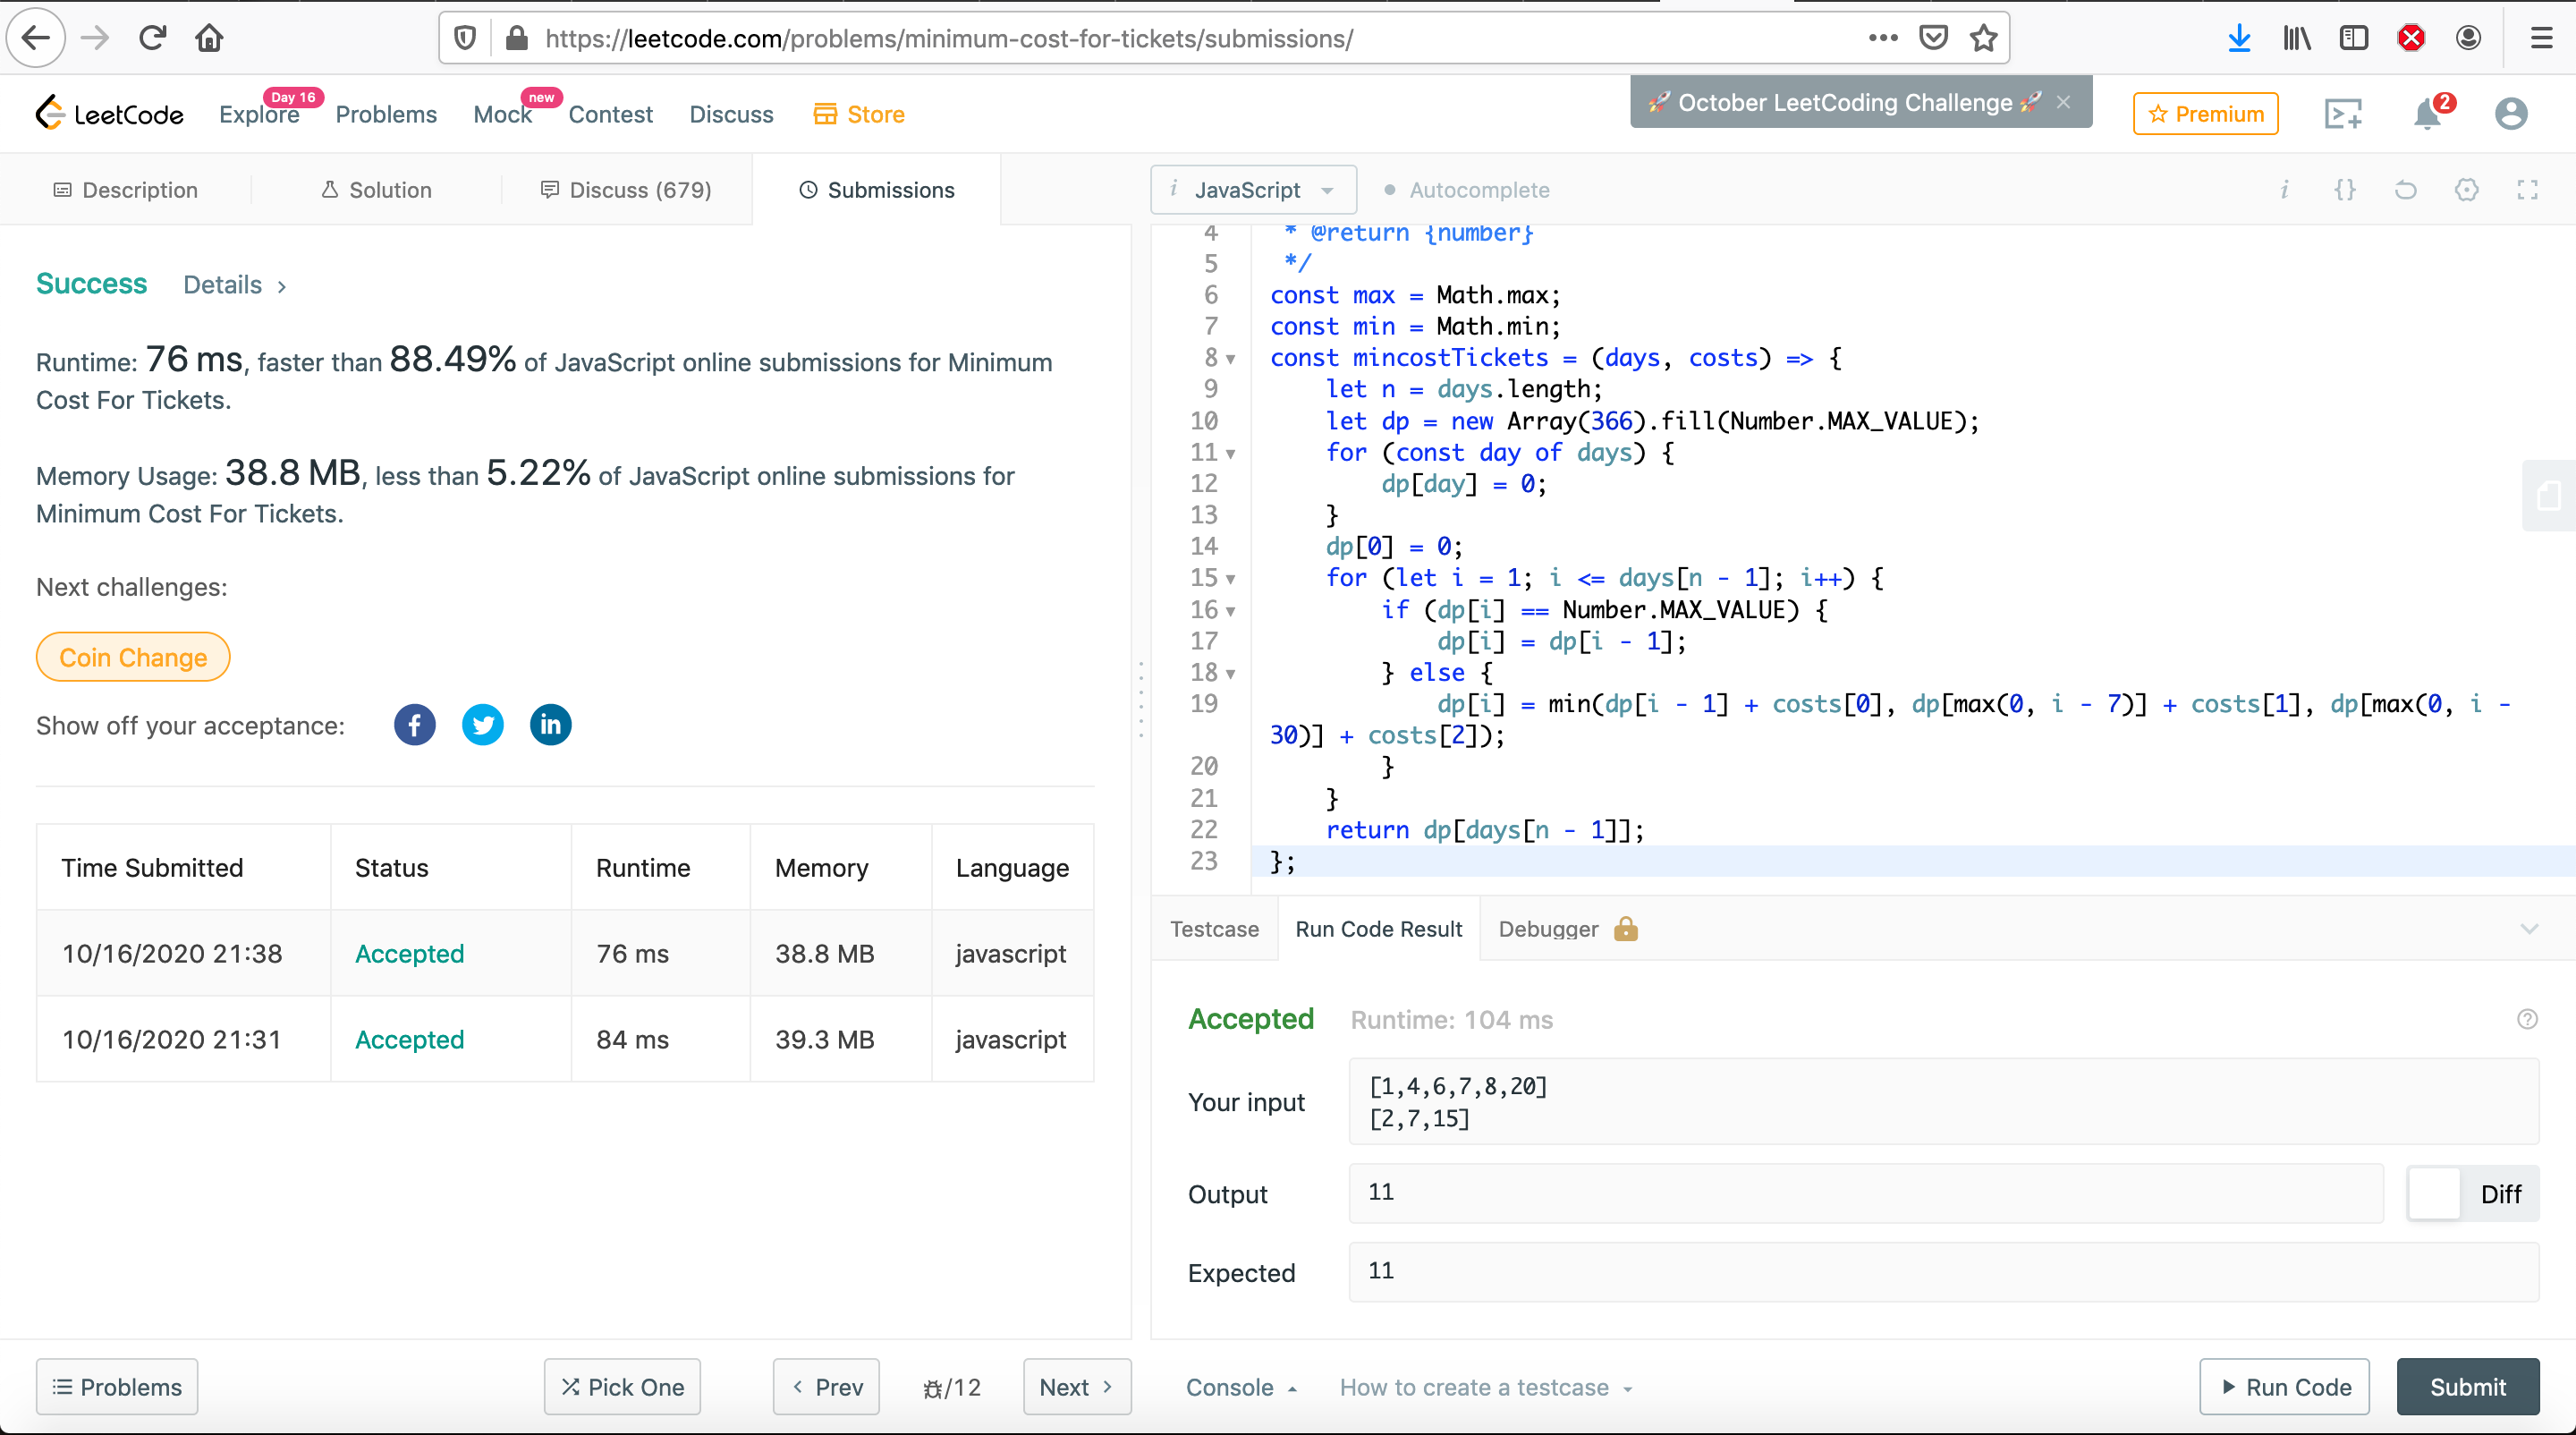 https://leetcode.com/problems/minimum-cost-for-tickets/submissions/
LeetCode
Explore
Day 16
Problems
Mock
new
Contest
Discuss
Store
🚀 October LeetCoding Challenge 🚀 ×
Premium
2
Description
Solution
Discuss (679)
Submissions
i JavaScript
Autocomplete
Success
Details >
Runtime: 76 ms, faster than 88.49% of JavaScript online submissions for Minimum
Cost For Tickets.
Memory Usage: 38.8 MB, less than 5.22% of JavaScript online submissions for
Minimum Cost For Tickets.
Next challenges:
Coin Change
Show off your acceptance:
Time Submitted Status Runtime Memory Language
10/16/2020 21:38 Accepted 76 ms 38.8 MB javascript
10/16/2020 21:31 Accepted 84 ms 39.3 MB javascript
4 * @return {number}
5 */
6 const max = Math.max;
7 const min = Math.min;
8 const mincostTickets = (days, costs) => {
9 let n = days.length;
10 let dp = new Array(366).fill(Number.MAX_VALUE);
11 for (const day of days) {
12 dp[day] = 0;
13 }
14 dp[0] = 0;
15 for (let i = 1; i <= days[n - 1]; i++) {
16 if (dp[i] == Number.MAX_VALUE) {
17 dp[i] = dp[i - 1];
18 } else {
19 dp[i] = min(dp[i - 1] + costs[0], dp[max(0, i - 7)] + costs[1], dp[max(0, i -
30)] + costs[2]);
20 }
21 }
22 return dp[days[n - 1]];
23 };
Testcase
Run Code Result
Debugger
Accepted
Runtime: 104 ms
Your input
[1,4,6,7,8,20]
[2,7,15]
Output
11
Diff
Expected
11
Problems
Pick One
< Prev
/12
Next >
Console
How to create a testcase
Run Code
Submit